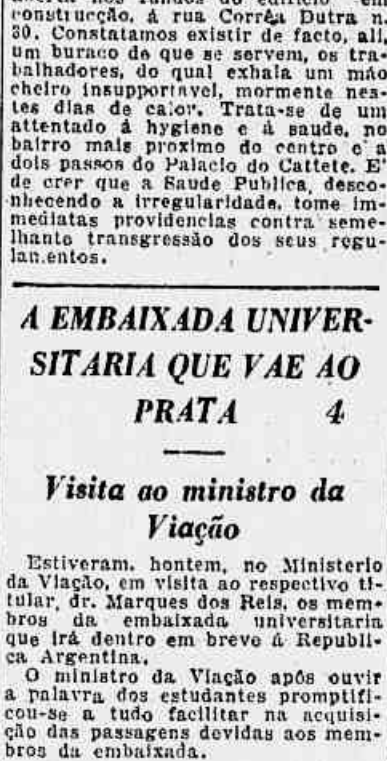 construcção, á rua Corrêa Dutra n.
30. Constatamos existir de facto, ali,
um buraco de que se servem, os tra-
balhadores, do qual exhala um máo
cheiro insupportavel, mormente nes-
tes dias de calor. Trata-se de um
attentado á hygiene e á saude, no
bairro mais proximo do centro e a
dois passos do Palacio do Cattete. E'
de crer que a Saude Publica, desco-
nhecendo a irregularidade, tome im-
mediatas providencias contra seme-
lhante transgressão dos seus regu-
lamentos.
A EMBAIXADA UNIVER-
SITARIA QUE VAE AO
PRATA 4
Visita ao ministro da
Viação
Estiveram, hontem, no Ministerio
da Viação, em visita ao respectivo ti-
tular, dr. Marques dos Reis, os mem-
bros da embaixada universitaria
que irá dentro em breve á Republi-
ca Argentina.
O ministro da Viação após ouvir
a palavra dos estudantes promptifi-
cou-se a tudo facilitar na acquisi-
ção das passagens devidas aos mem-
bros da embaixada.